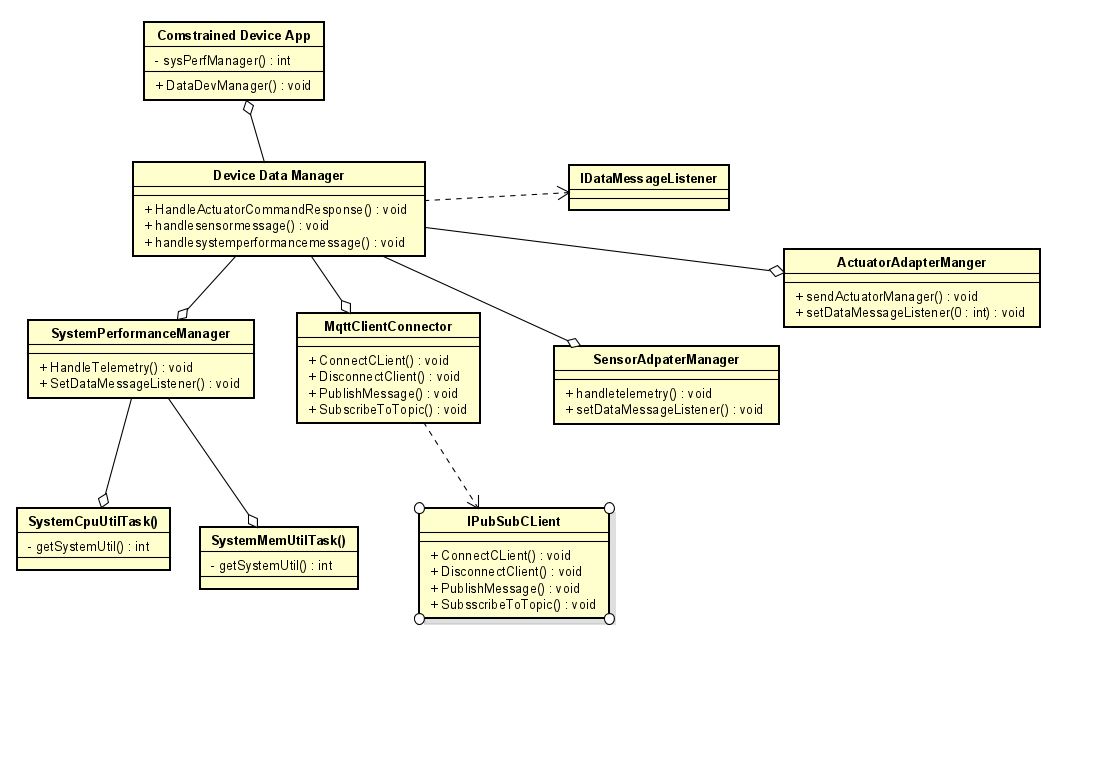 Comstrained Device App
- sysPerfManager() : int
+ DataDevManager() : void
Device Data Manager
+ HandleActuatorCommandResponse() : void
+ handlesensormessage() : void
+ handlesystemperformancemessage() : void
IDataMessageListener
ActuatorAdapterManger
+ sendActuatorManager() : void
+ setDataMessageListener(0 : int) : void
SystemPerformanceManager
+ HandleTelemetry() : void
+ SetDataMessageListener() : void
MqttClientConnector
+ ConnectCLient() : void
+ DisconnectClient() : void
+ PublishMessage() : void
+ SubscribeToTopic() : void
SensorAdpaterManager
+ handletelemetry() : void
+ setDataMessageListener() : void
SystemCpuUtilTask()
- getSystemUtil() : int
SystemMemUtilTask()
- getSystemUtil() : int
IPubSubCLient
+ ConnectCLient() : void
+ DisconnectClient() : void
+ PublishMessage() : void
+ SubsscribeToTopic() : void